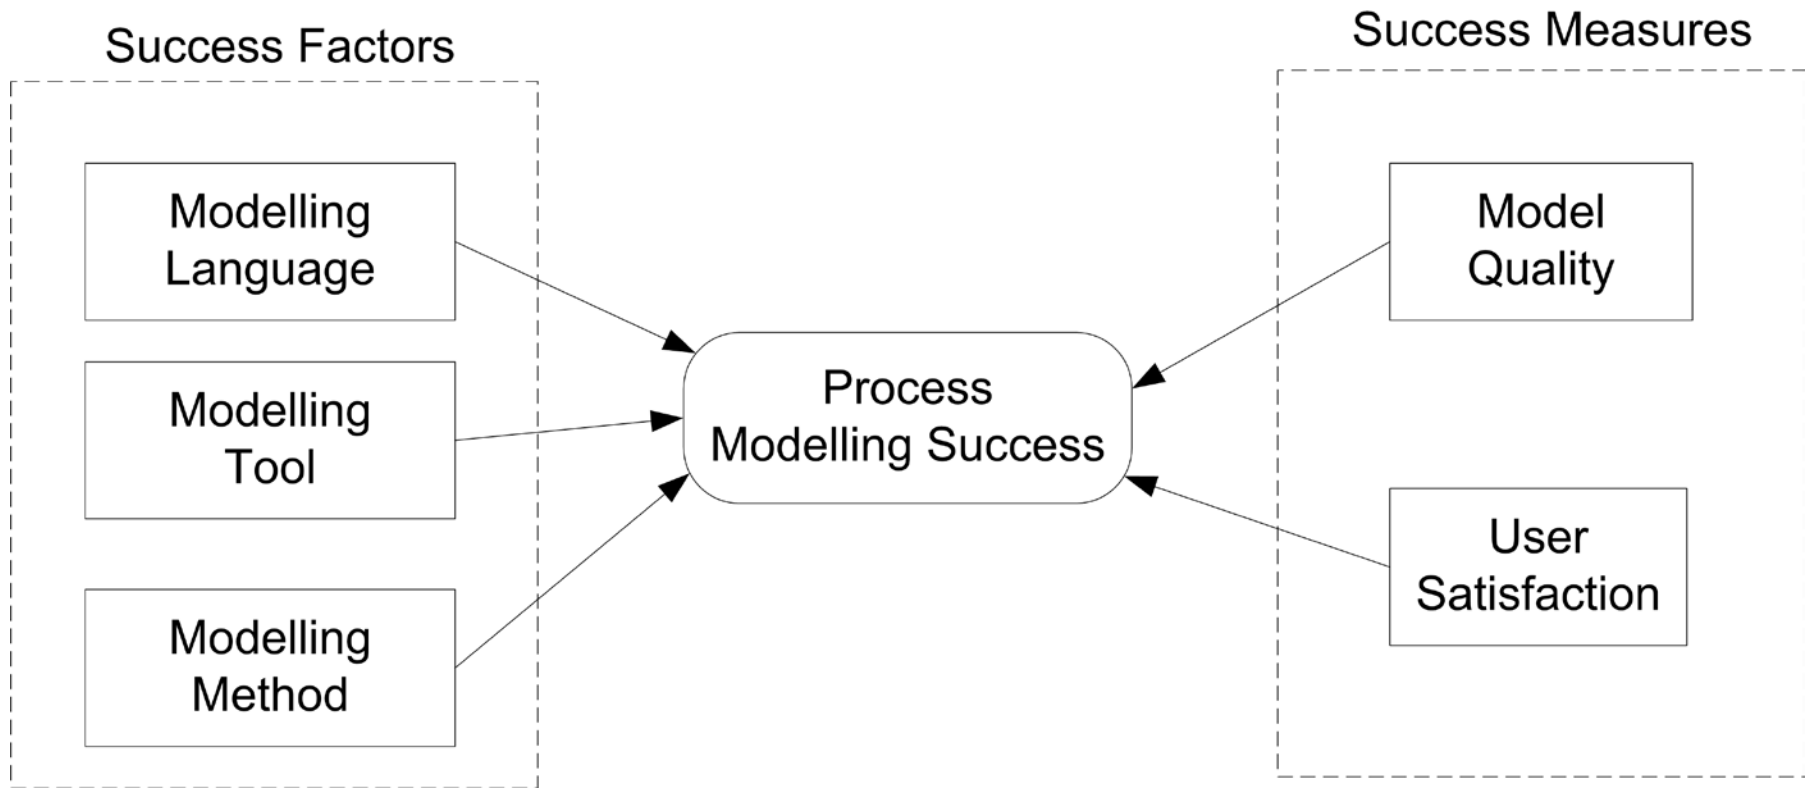 Success Factors
Modelling
Language
Modelling
Tool
Modelling
Method
Process
Modelling Success
Success Measures
Model
Quality
User
Satisfaction